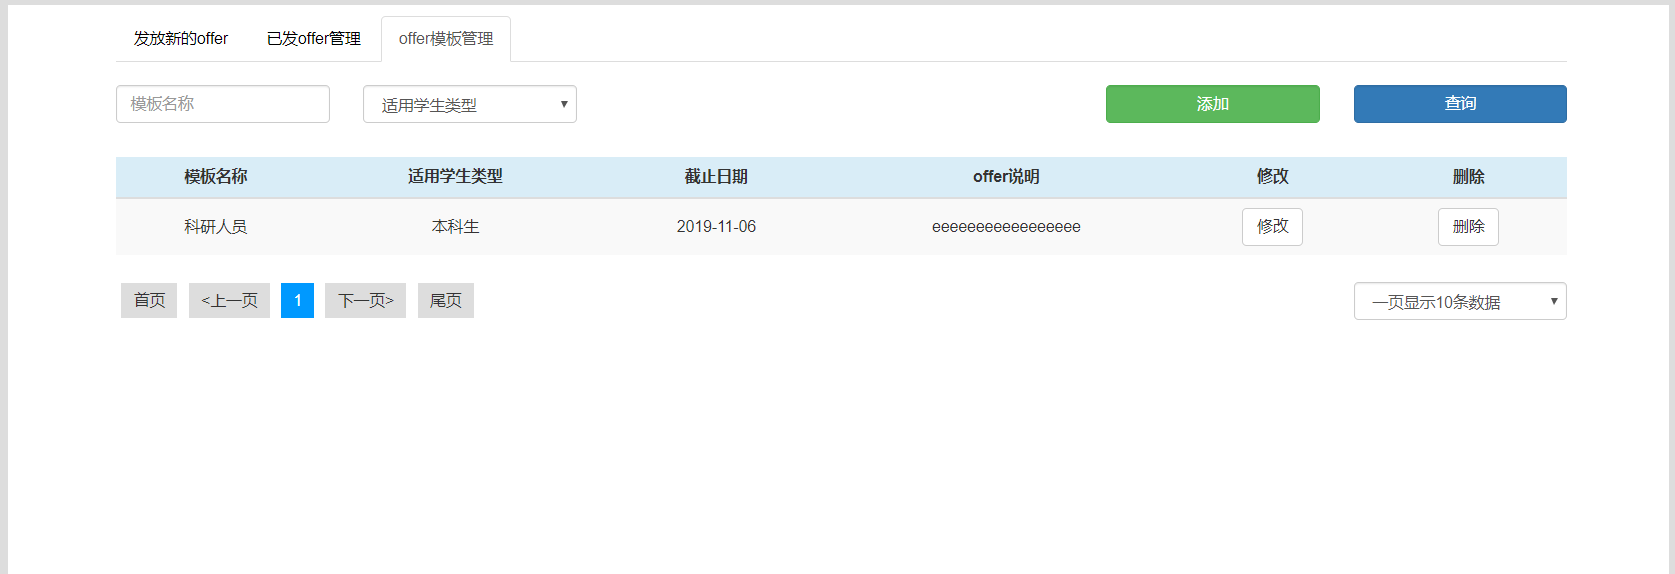 发放新的offer 已发offer管理 offer模板管理
模板名称 适用学生类型 添加 查询
模板名称 适用学生类型 截止日期 offer说明 修改 删除
科研人员 本科生 2019-11-06 eeeeeeeeeeeeeeeee 修改 删除
首页 <上一页 1 下一页> 尾页 一页显示10条数据